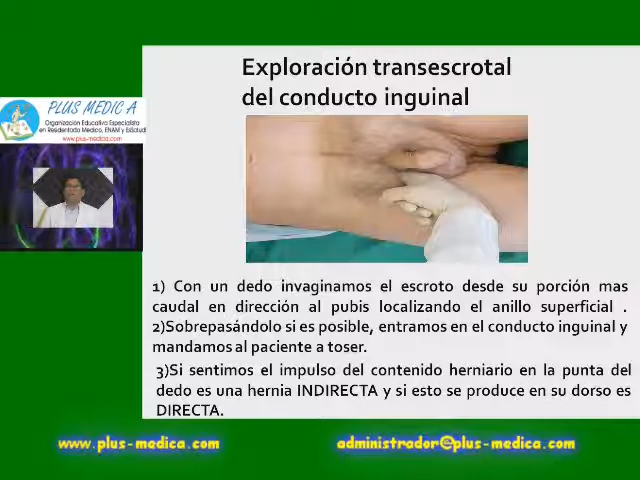 Exploración transescrotal
del conducto inguinal
PLUS MEDIC A
Organización Educativa Especialista
en Residentado Medico, ENAM y EsSalud
www.plus-medica.com
1) Con un dedo invaginamos el escroto desde su porción mas
caudal en dirección al pubis localizando el anillo superficial .
2)Sobrepasándolo si es posible, entramos en el conducto inguinal y
mandamos al paciente a toser.
3)Si sentimos el impulso del contenido herniario en la punta del
dedo es una hernia INDIRECTA y si esto se produce en su dorso es
DIRECTA.
www.plus-medica.com
administrador@plus-medica.com